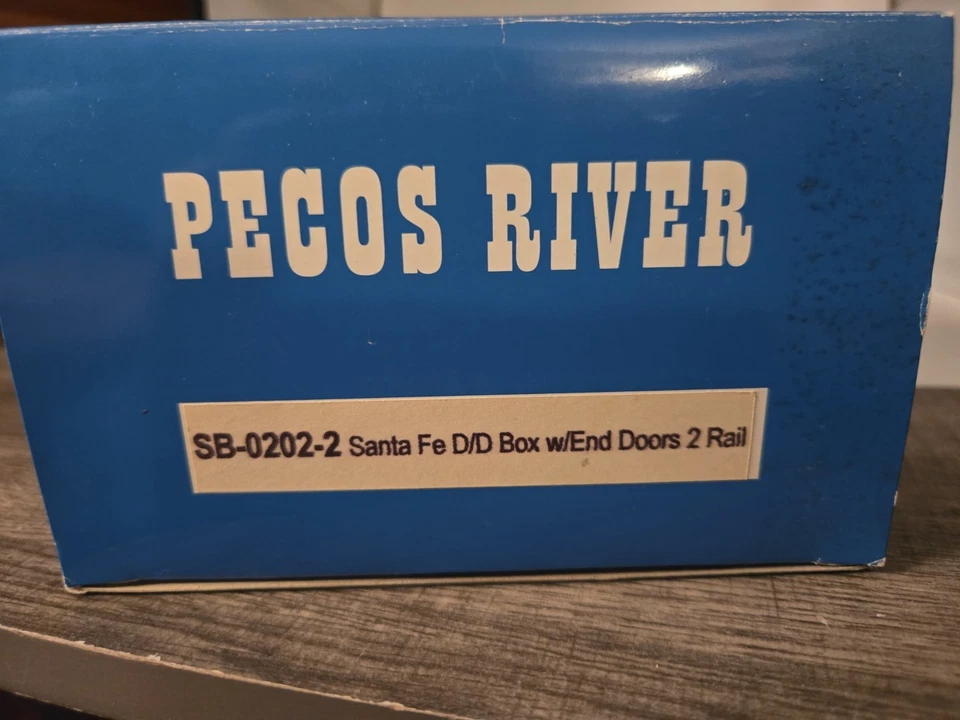 PECOS RIVER
SB-0202-2 Santa Fe D/D Box w/End Doors 2 Rail